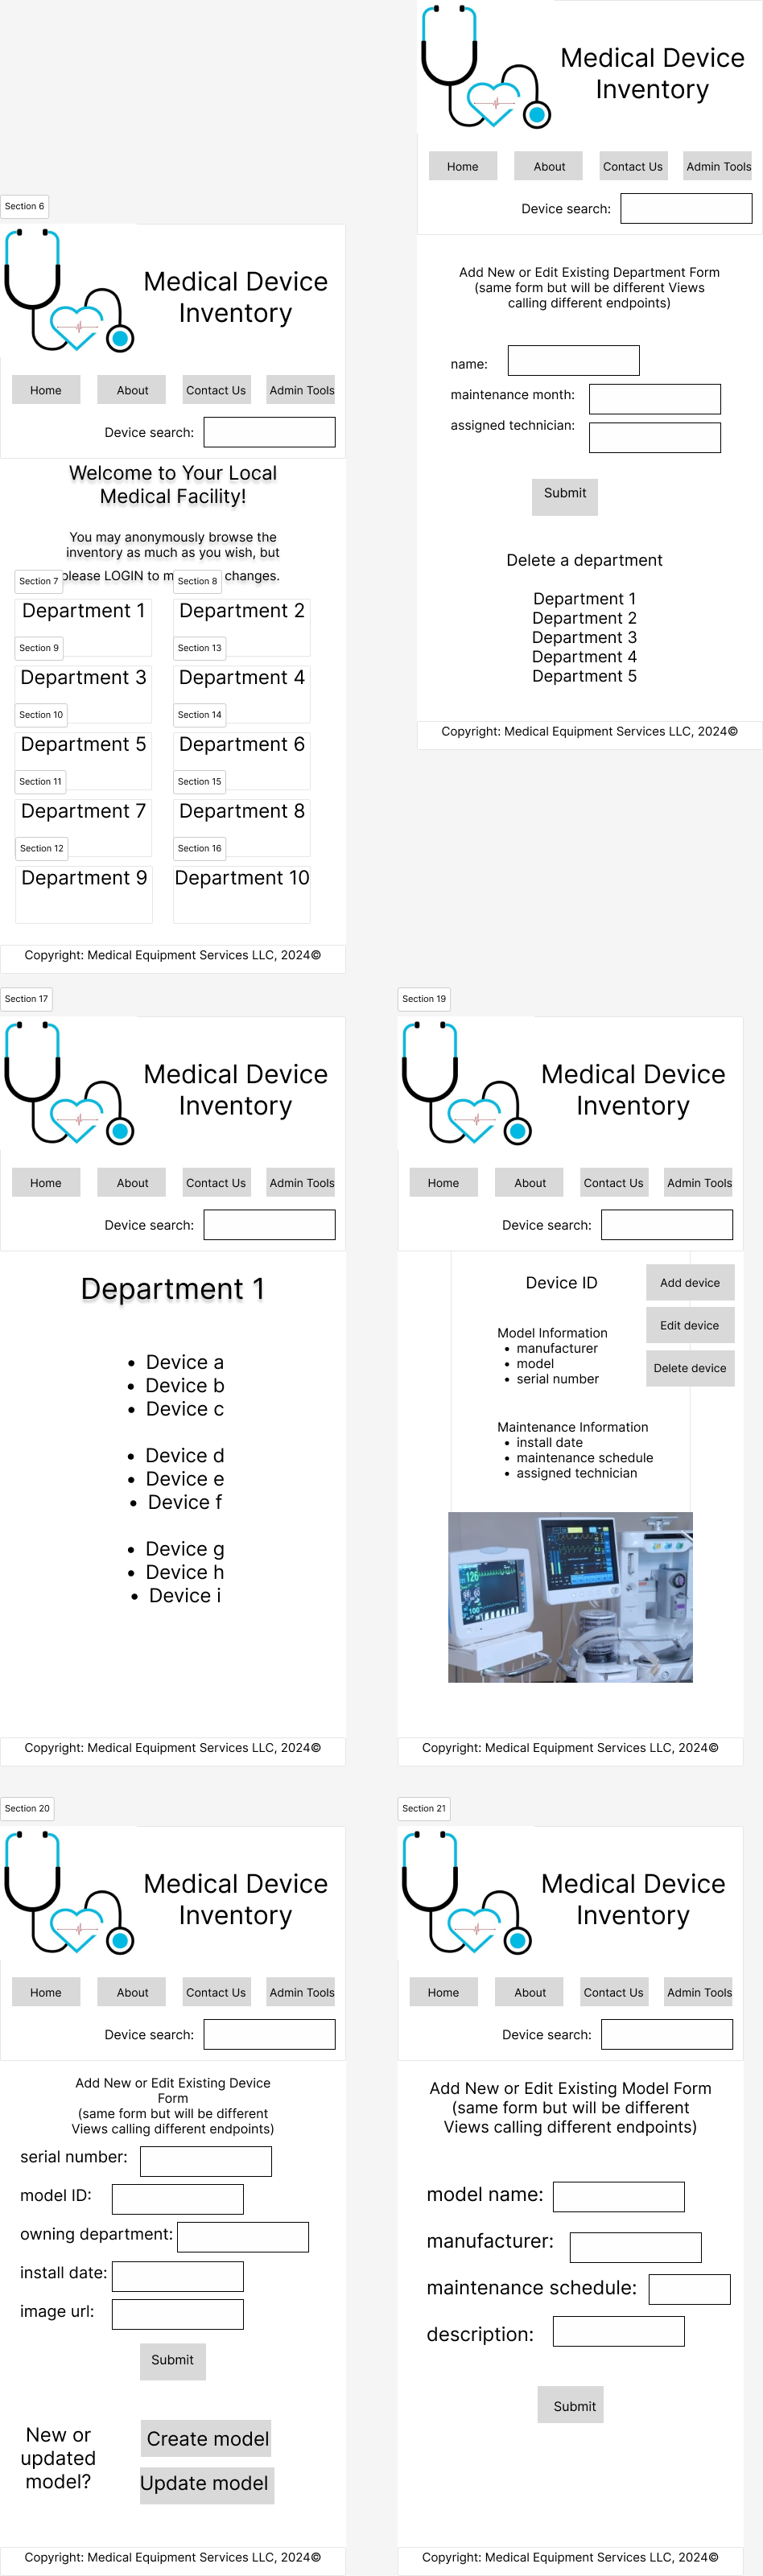 Medical Device
Inventory
Home
About
Contact Us
Admin Tools
Device search:
Add New or Edit Existing Department Form
(same form but will be different Views
calling different endpoints)
name:
maintenance month:
assigned technician:
Submit
Delete a department
Department 1
Department 2
Department 3
Department 4
Department 5
Copyright: Medical Equipment Services LLC, 2024©
Section 6
Medical Device
Inventory
Home
About
Contact Us
Admin Tools
Device search:
Welcome to Your Local
Medical Facility!
You may anonymously browse the
inventory as much as you wish, but
please LOGIN to m changes.
Section 7
Section 8
Department 1
Department 2
Section 9
Section 13
Department 3
Department 4
Section 10
Section 14
Department 5
Department 6
Section 11
Section 15
Department 7
Department 8
Section 12
Section 16
Department 9
Department 10
Copyright: Medical Equipment Services LLC, 2024©
Section 17
Medical Device
Inventory
Home
About
Contact Us
Admin Tools
Device search:
Department 1
• Device a
• Device b
• Device c
• Device d
• Device e
• Device f
• Device g
• Device h
• Device i
Copyright: Medical Equipment Services LLC, 2024©
Section 19
Medical Device
Inventory
Home
About
Contact Us
Admin Tools
Device search:
Device ID
Add device
Edit device
Delete device
Model Information
• manufacturer
• model
• serial number
Maintenance Information
• install date
• maintenance schedule
• assigned technician
126
Copyright: Medical Equipment Services LLC, 2024©
Section 20
Medical Device
Inventory
Home
About
Contact Us
Admin Tools
Device search:
Add New or Edit Existing Device
Form
(same form but will be different
Views calling different endpoints)
serial number:
model ID:
owning department:
install date:
image url:
Submit
New or
updated
model?
Create model
Update model
Copyright: Medical Equipment Services LLC, 2024©
Section 21
Medical Device
Inventory
Home
About
Contact Us
Admin Tools
Device search:
Add New or Edit Existing Model Form
(same form but will be different
Views calling different endpoints)
model name:
manufacturer:
maintenance schedule:
description:
Submit
Copyright: Medical Equipment Services LLC, 2024©